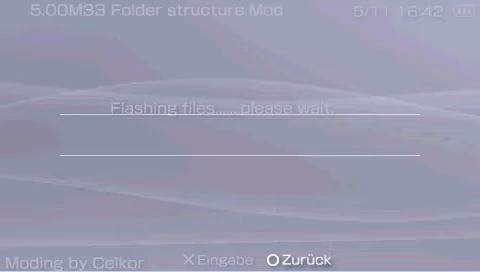 5.00M33 Folder structure Mod 5/11 16:42
Flashing files......please wait.
Moding by Ceikor X Eingabe O Zurück